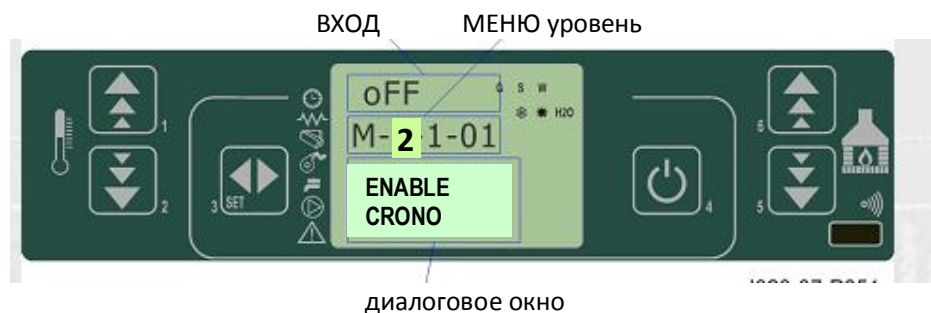 ВХОД МЕНЮ уровень
oFF G S W
H2O
M-2-1-01
ENABLE
CRONO
1
2
3 SET
4
6
5
диалоговое окно